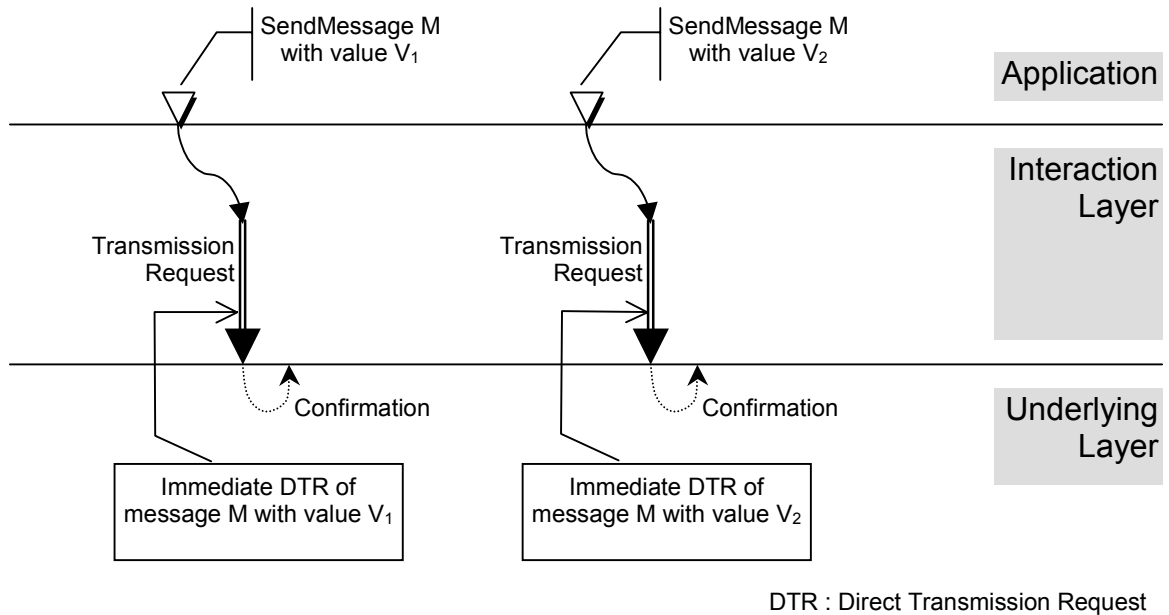 SendMessage M
with value V₁
SendMessage M
with value V₂
Application
Interaction
Layer
Transmission
Request
Transmission
Request
Confirmation
Confirmation
Underlying
Layer
Immediate DTR of
message M with value V₁
Immediate DTR of
message M with value V₂
DTR : Direct Transmission Request